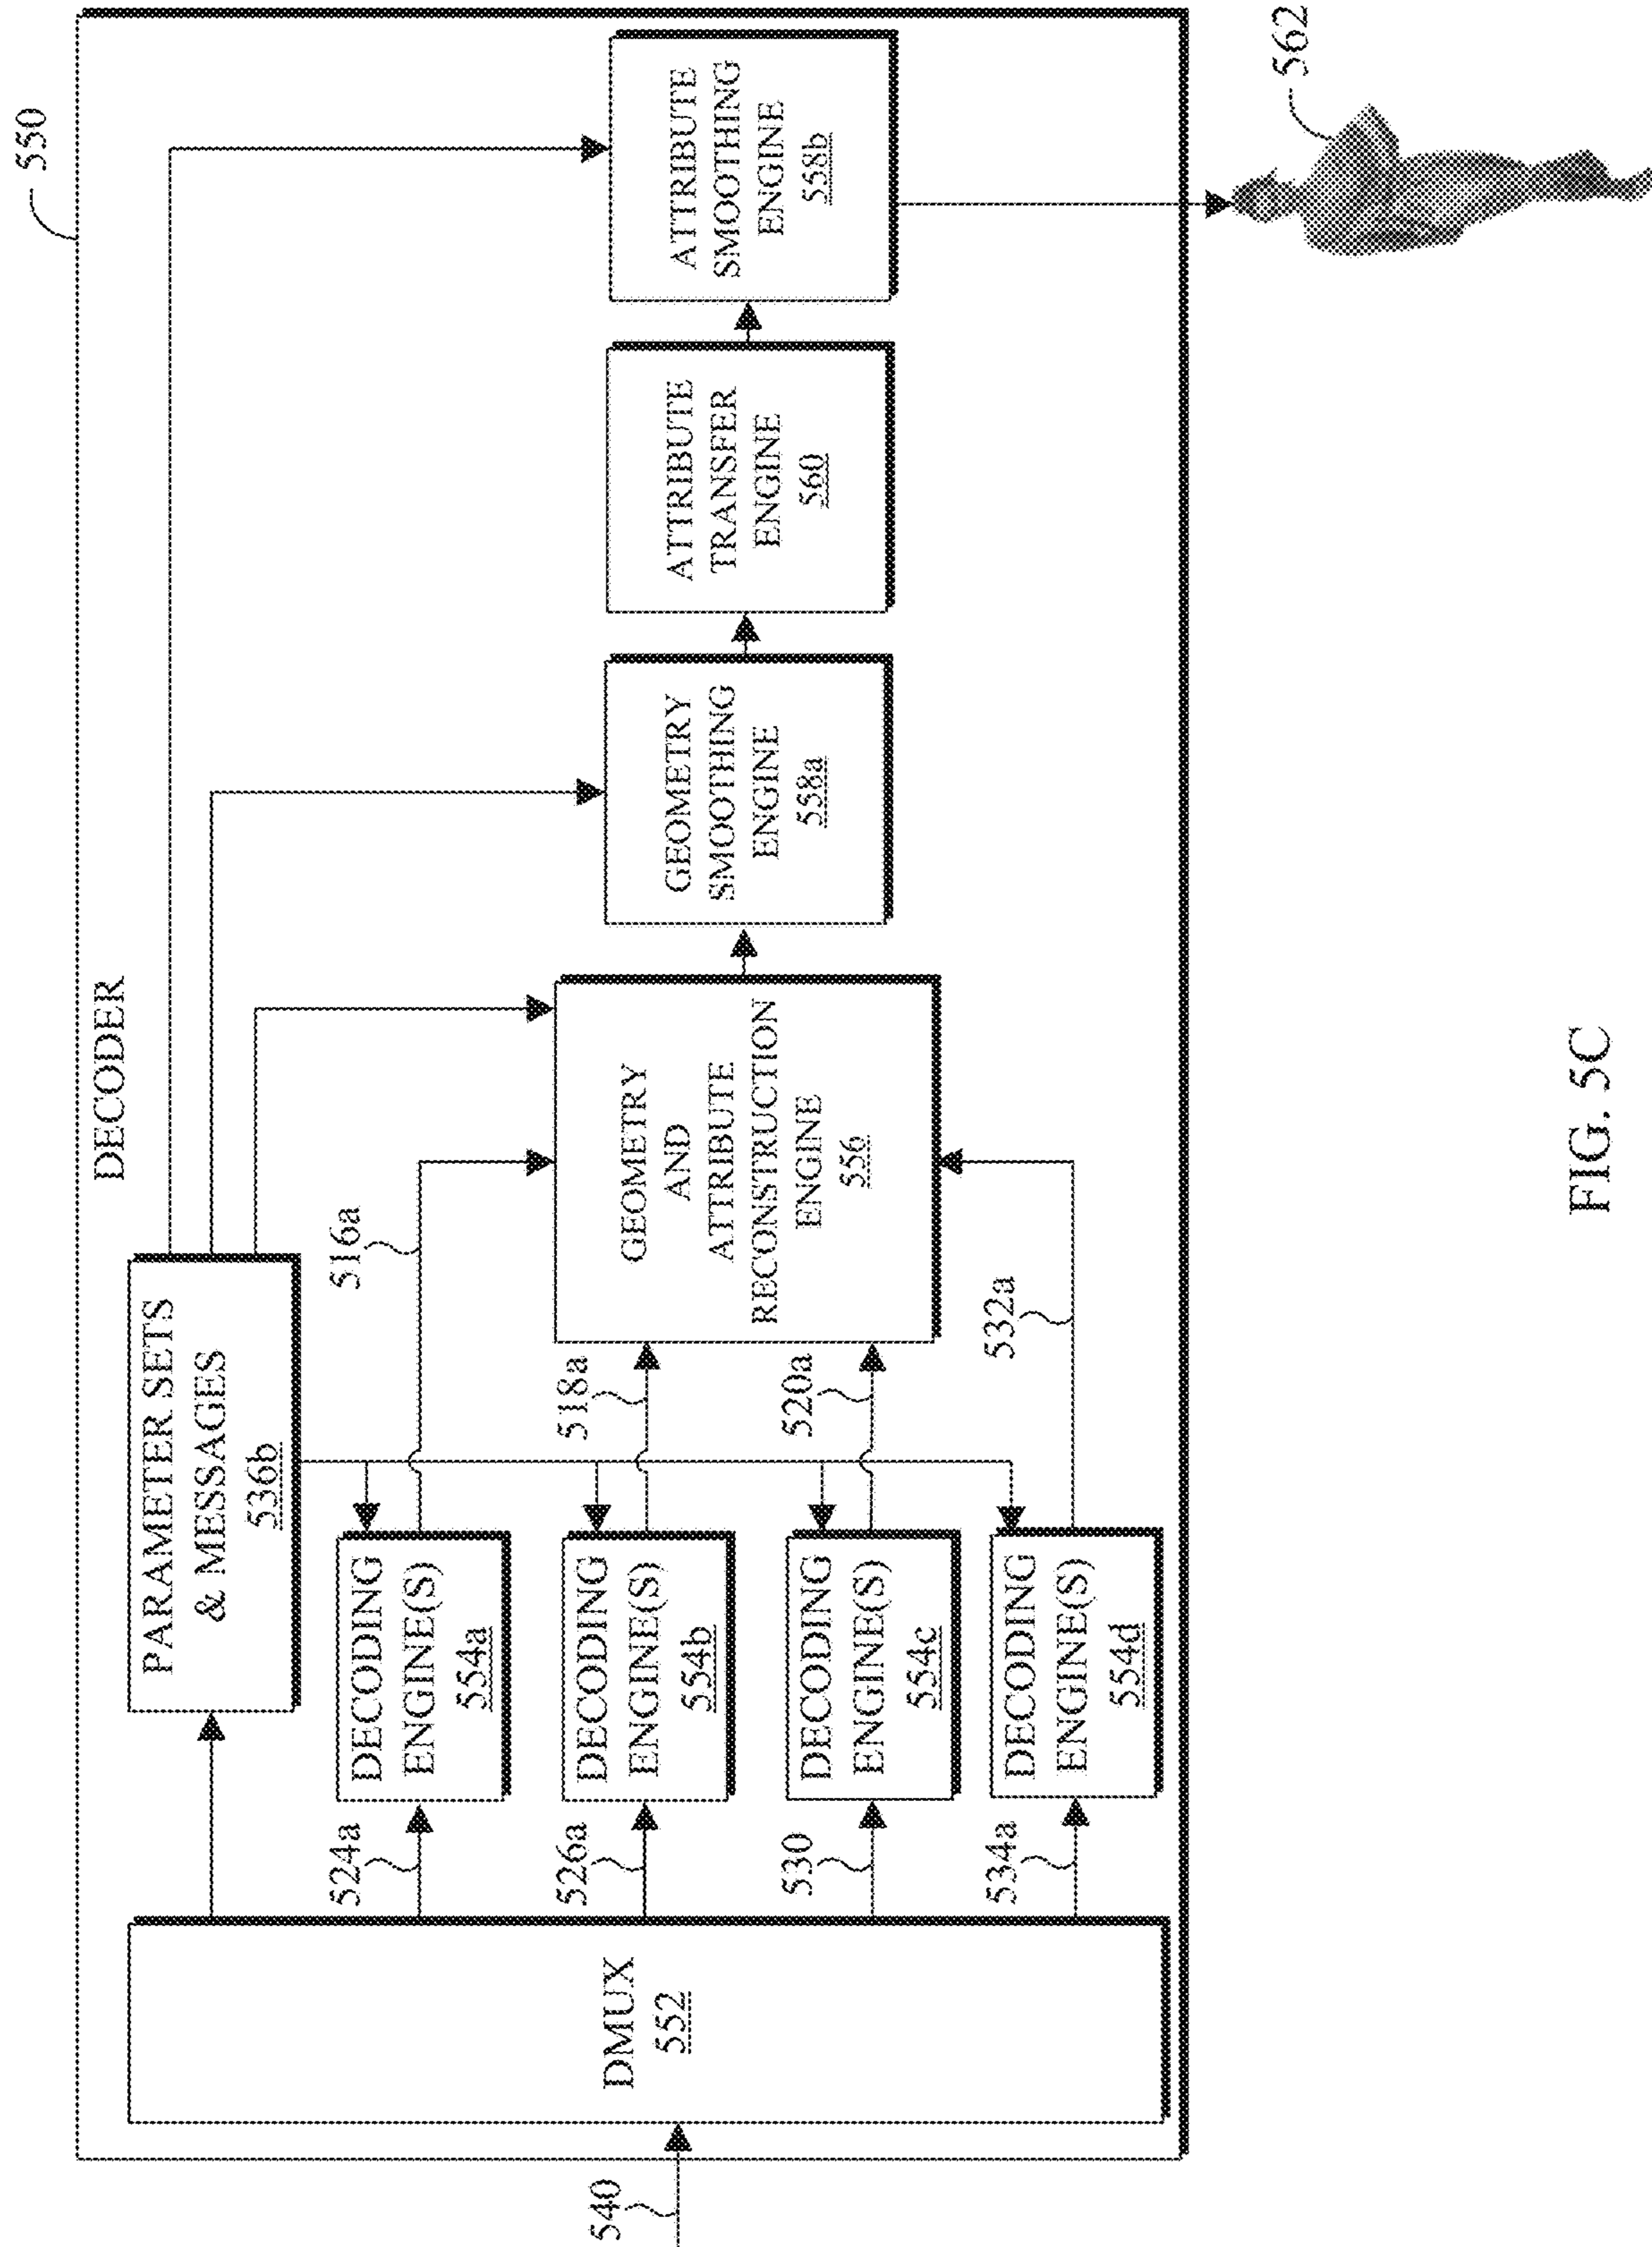 550
DECODER
PARAMETER SETS
& MESSAGES
536b
516a
524a
DECODING
ENGINE(S)
554a
518a
526a
DECODING
ENGINE(S)
554b
540
DMUX
552
520a
530
DECODING
ENGINE(S)
554c
532a
534a
DECODING
ENGINE(S)
554d
GEOMETRY
AND
ATTRIBUTE
RECONSTRUCTION
ENGINE
556
GEOMETRY
SMOOTHING
ENGINE
558a
ATTRIBUTE
TRANSFER
ENGINE
560
ATTRIBUTE
SMOOTHING
ENGINE
558b
562
FIG. 5C